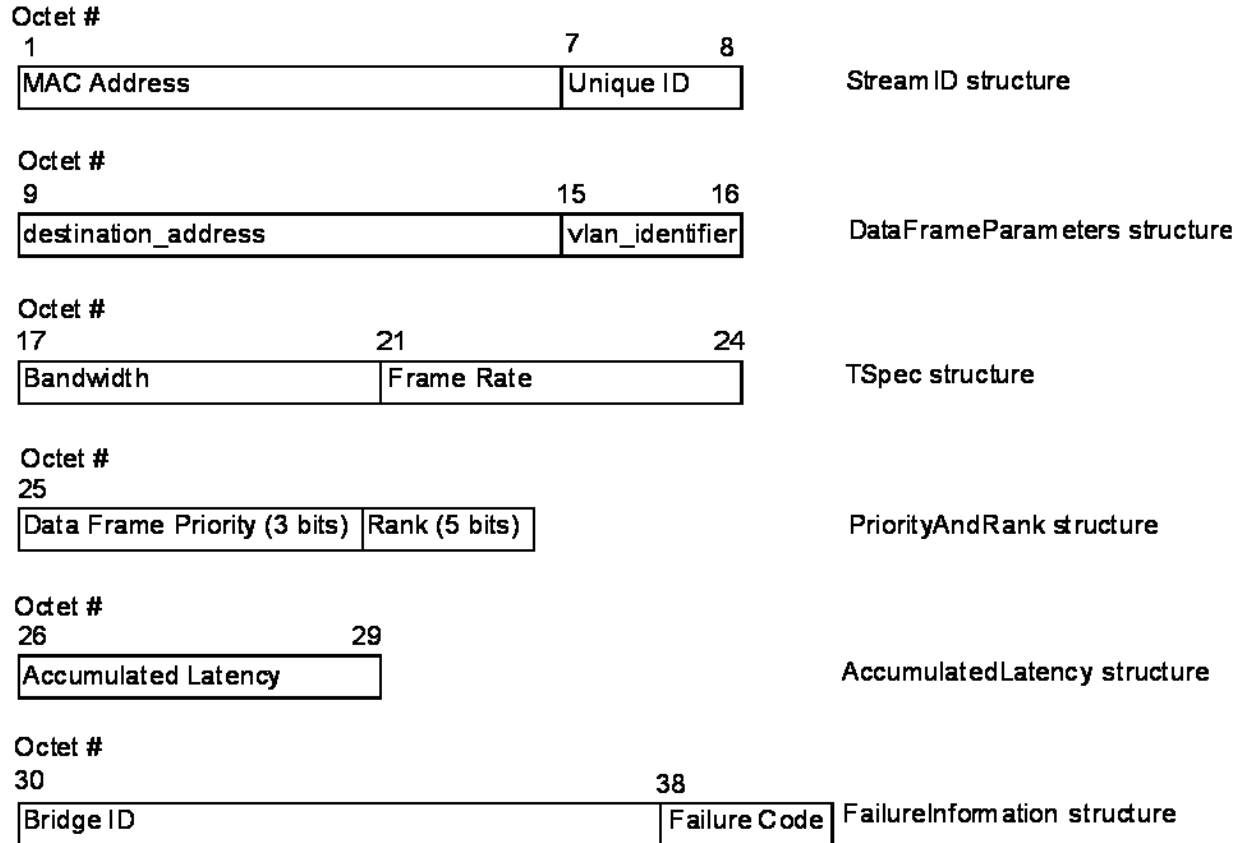 Octet #
1 7 8
MAC Address Unique ID StreamID structure
Octet #
9 15 16
destination_address vlan_identifier DataFrameParameters structure
Octet #
17 21 24
Bandwidth Frame Rate TSpec structure
Octet #
25
Data Frame Priority (3 bits) Rank (5 bits) PriorityAndRank structure
Octet #
26 29
Accumulated Latency AccumulatedLatency structure
Octet #
30 38
Bridge ID Failure Code FailureInformation structure